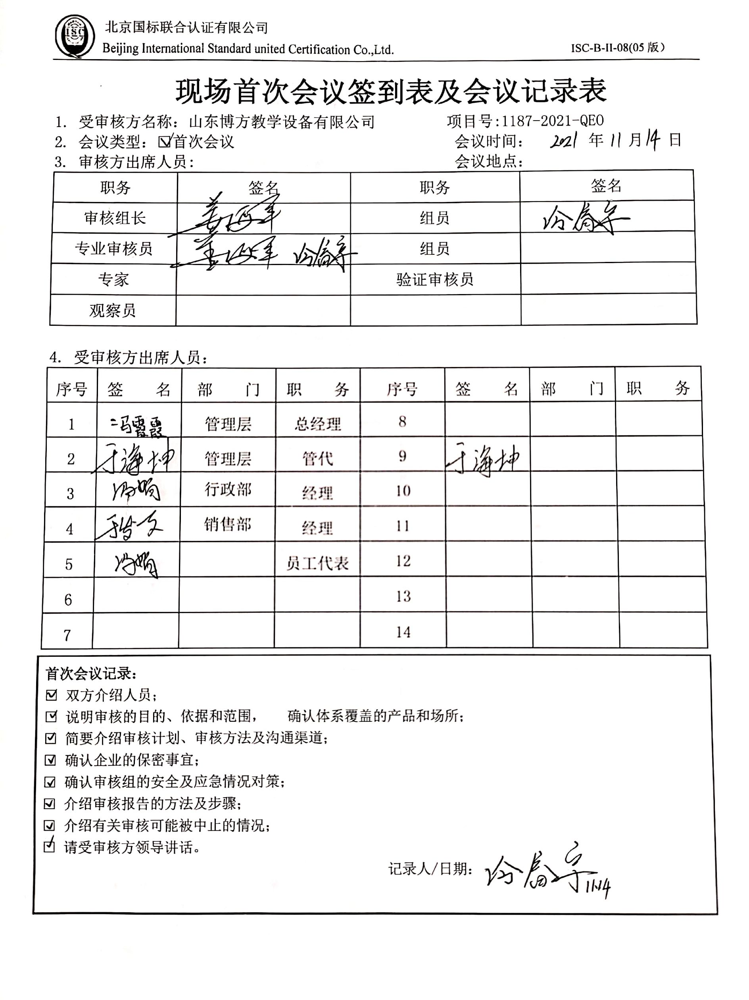 ISC
北京国标联合认证有限公司
Beijing International Standard united Certification Co.,Ltd.
ISC-B-II-08(05 版)
现场首次会议签到表及会议记录表
1. 受审核方名称：山东博方教学设备有限公司 项目号:1187-2021-QEO
2. 会议类型：☑首次会议 会议时间： 2021 年 11 月 14 日
3. 审核方出席人员： 会议地点：
职务 签名 职务 签名
审核组长 姜海军 组员
专业审核员 姜海军 组员
专家 验证审核员
观察员
4. 受审核方出席人员：
序号 签 名 部 门 职 务 序号 签 名 部 门 职 务
1 冯霞霞 管理层 总经理 8
2 于海坤 管理层 管代 9 于海坤
3 冯娟 行政部 经理 10
4 销售部 经理 11
5 冯娟 员工代表 12
6 13
7 14
首次会议记录：
☑ 双方介绍人员；
☑ 说明审核的目的、依据和范围， 确认体系覆盖的产品和场所；
☑ 简要介绍审核计划、审核方法及沟通渠道；
☑ 确认企业的保密事宜；
☑ 确认审核组的安全及应急情况对策；
☑ 介绍审核报告的方法及步骤；
☑ 介绍有关审核可能被中止的情况；
☑ 请受审核方领导讲话。
记录人/日期： 11.14